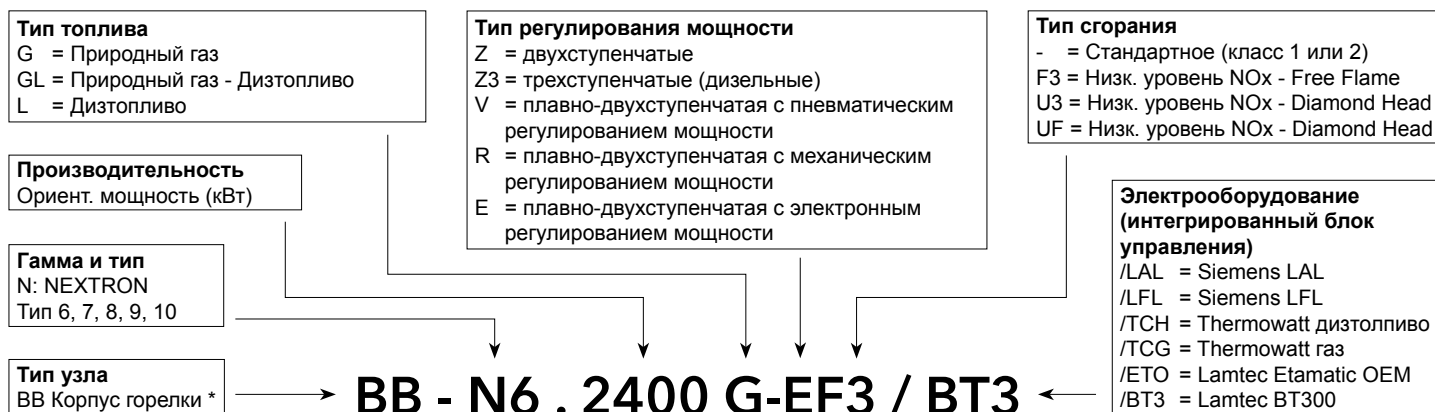 Тип топлива
G = Природный газ
GL = Природный газ - Дизтопливо
L = Дизтопливо
Производительность
Ориент. мощность (кВт)
Гамма и тип
N: NEXTRON
Тип 6, 7, 8, 9, 10
Тип узла
BB Корпус горелки *
Тип регулирования мощности
Z = двухступенчатые
Z3 = трехступенчатые (дизельные)
V = плавно-двухступенчатая с пневматическим
регулированием мощности
R = плавно-двухступенчатая с механическим
регулированием мощности
E = плавно-двухступенчатая с электронным
регулированием мощности
Тип сгорания
- = Стандартное (класс 1 или 2)
F3 = Низк. уровень NOx - Free Flame
U3 = Низк. уровень NOx - Diamond Head
UF = Низк. уровень NOx - Diamond Head
Электрооборудование
(интегрированный блок
управления)
/LAL = Siemens LAL
/LFL = Siemens LFL
/TCH = Thermowatt дизтолпиво
/TCG = Thermowatt газ
/ETO = Lamtec Etamatic OEM
/BT3 = Lamtec BT300
BB - N6 . 2400 G-EF3 / BT3